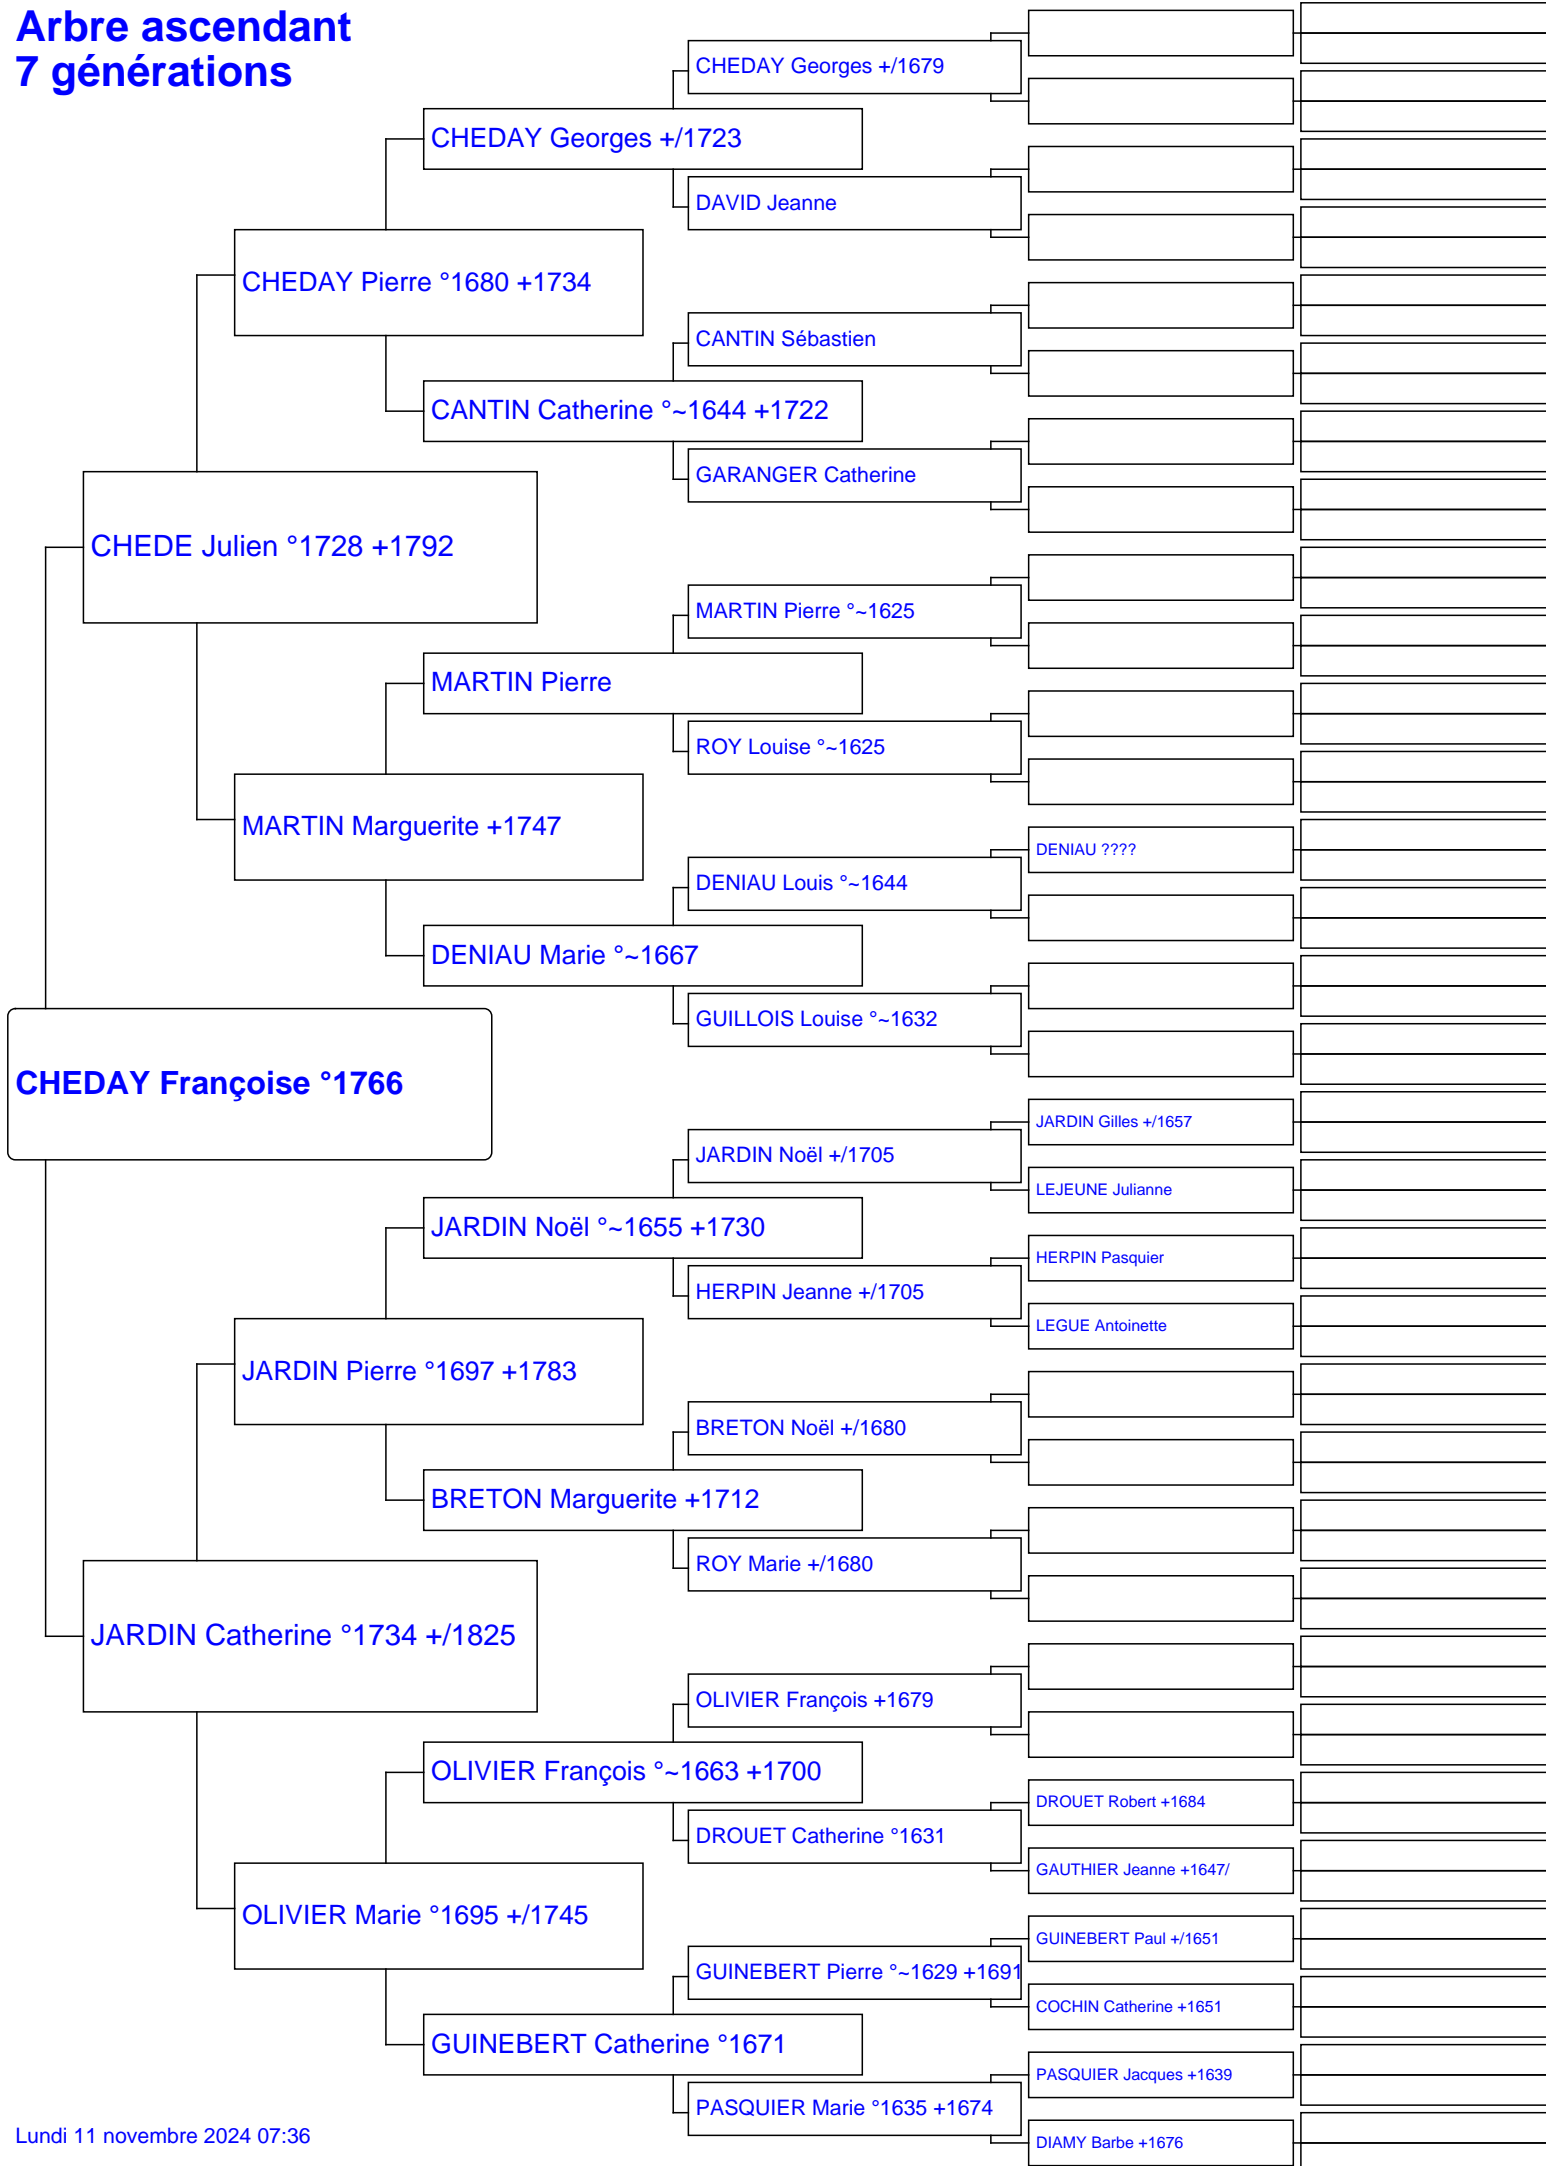 Arbre ascendant
7 générations
CHEDAY Georges +/1679
CHEDAY Georges +/1723
DAVID Jeanne
CHEDAY Pierre °1680 +1734
CANTIN Sébastien
CANTIN Catherine °~1644 +1722
GARANGER Catherine
CHEDE Julien °1728 +1792
MARTIN Pierre °~1625
MARTIN Pierre
ROY Louise °~1625
MARTIN Marguerite +1747
DENIAU ????
DENIAU Louis °~1644
DENIAU Marie °~1667
GUILLOIS Louise °~1632
CHEDAY Françoise °1766
JARDIN Gilles +/1657
JARDIN Noël +/1705
LEJEUNE Julianne
JARDIN Noël °~1655 +1730
HERPIN Pasquier
HERPIN Jeanne +/1705
LEGUE Antoinette
JARDIN Pierre °1697 +1783
BRETON Noël +/1680
BRETON Marguerite +1712
ROY Marie +/1680
JARDIN Catherine °1734 +/1825
OLIVIER François +1679
OLIVIER François °~1663 +1700
DROUET Robert +1684
DROUET Catherine °1631
GAUTHIER Jeanne +1647/
OLIVIER Marie °1695 +/1745
GUINEBERT Paul +/1651
GUINEBERT Pierre °~1629 +1691
COCHIN Catherine +1651
GUINEBERT Catherine °1671
PASQUIER Jacques +1639
PASQUIER Marie °1635 +1674
DIAMY Barbe +1676
Lundi 11 novembre 2024 07:36